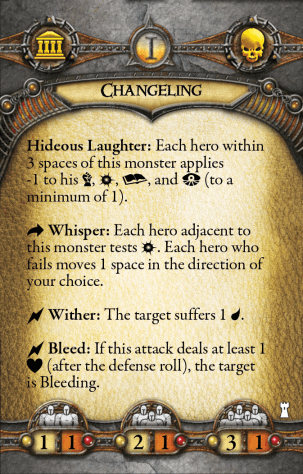 I
CHANGELING
Hideous Laughter: Each hero within
3 spaces of this monster applies
-1 to his , , , and (to a
minimum of 1).
Whisper: Each hero adjacent to
this monster tests . Each hero who
fails moves 1 space in the direction of
your choice.
Wither: The target suffers 1 .
Bleed: If this attack deals at least 1
(after the defense roll), the target
is Bleeding.
1 1 2 1 3 1